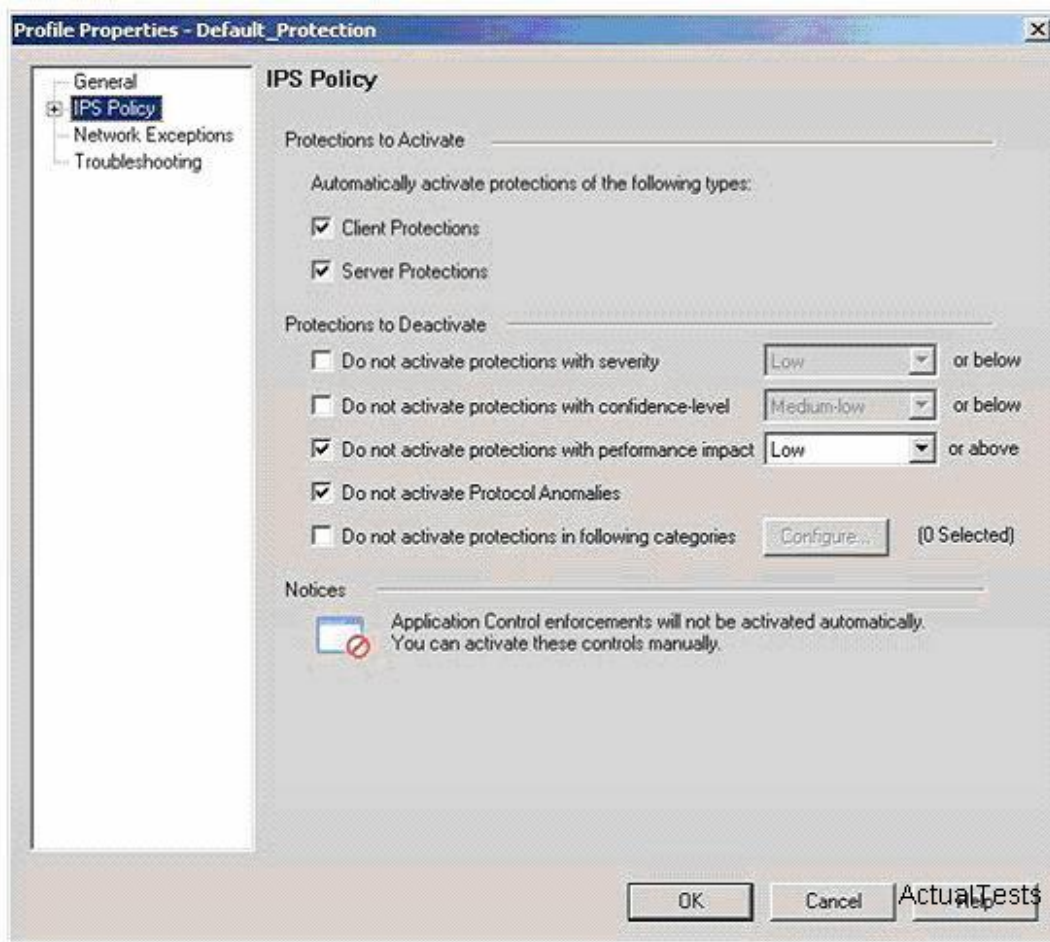 Profile Properties - Default_Protection
General
IPS Policy
Network Exceptions
Troubleshooting
IPS Policy
Protections to Activate
Automatically activate protections of the following types:
Client Protections
Server Protections
Protections to Deactivate
Do not activate protections with severity Low or below
Do not activate protections with confidence-level Medium-low or below
Do not activate protections with performance impact Low or above
Do not activate Protocol Anomalies
Do not activate protections in following categories Configure... (0 Selected)
Notices
Application Control enforcements will not be activated automatically.
You can activate these controls manually.
OK Cancel Help
ActualTests